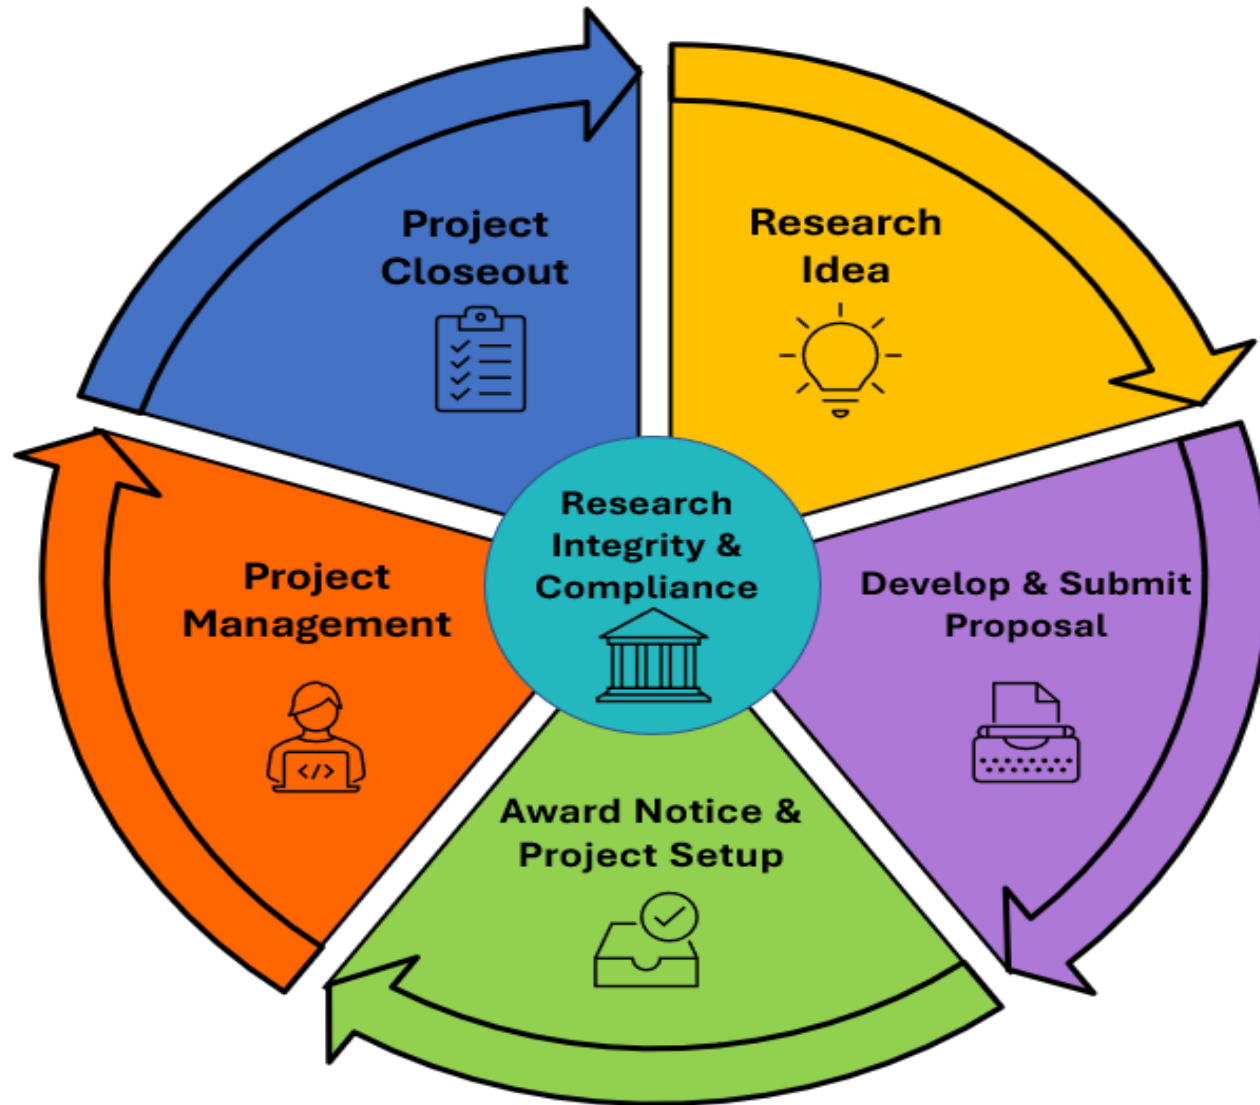 Research
Idea
Develop & Submit
Proposal
Award Notice &
Project Setup
Project
Management
</>
Project
Closeout
Research
Integrity &
Compliance